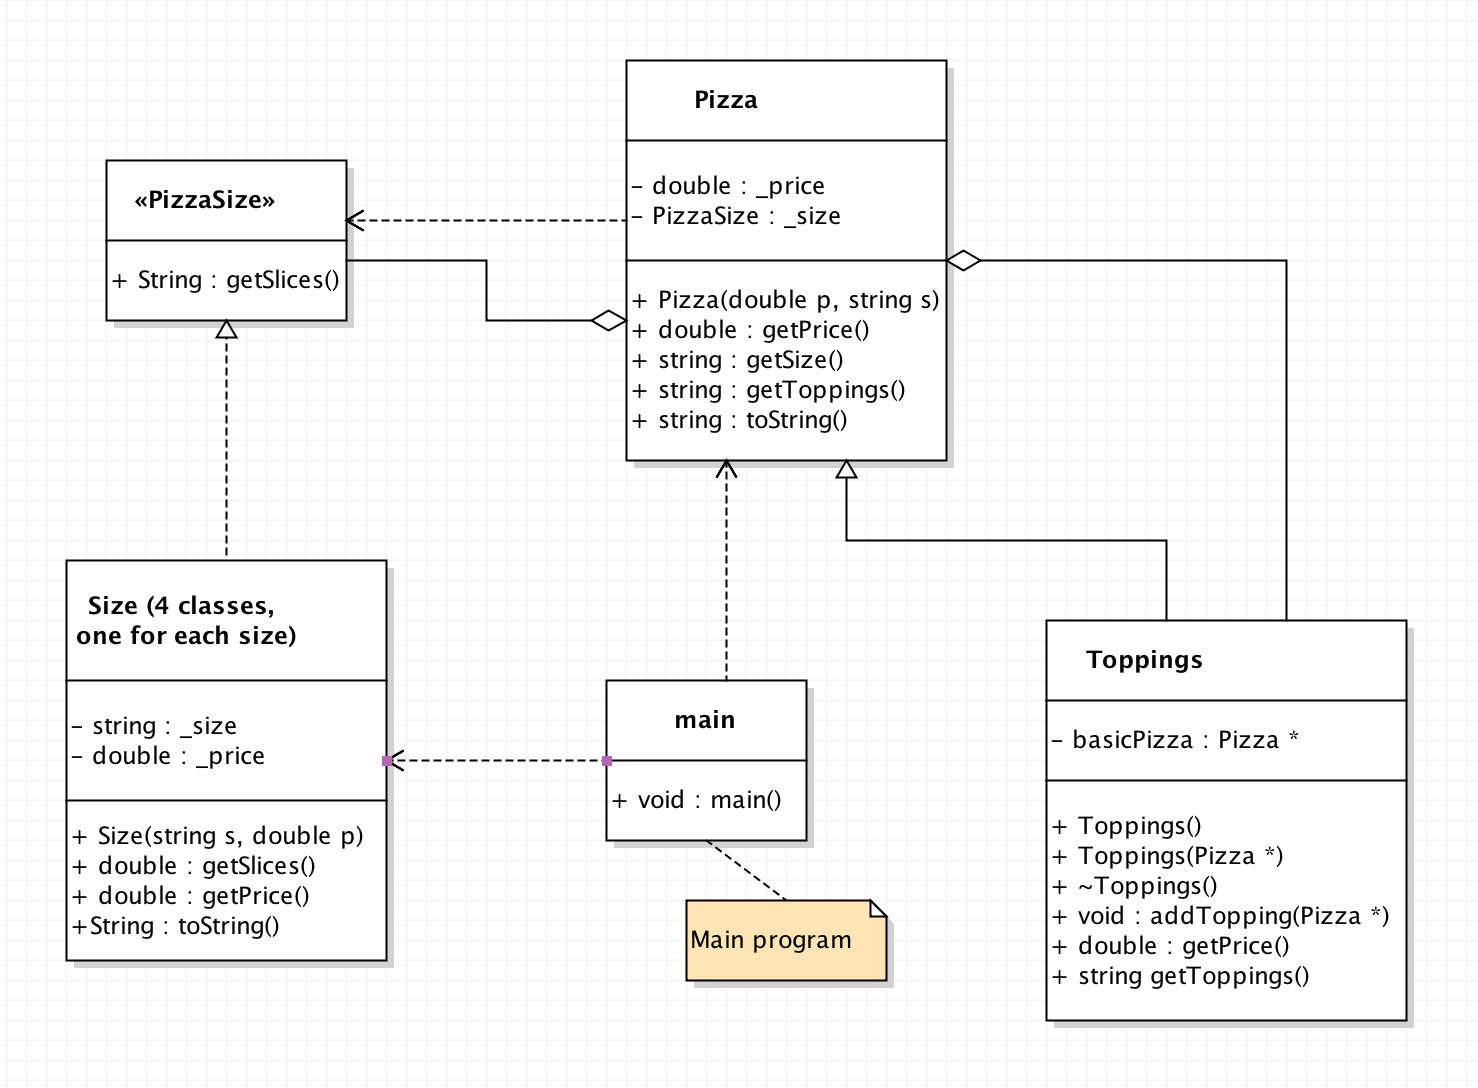 Pizza
- double : _price
- PizzaSize : _size
+ Pizza(double p, string s)
+ double : getPrice()
+ string : getSize()
+ string : getToppings()
+ string : toString()
«PizzaSize»
+ String : getSlices()
Size (4 classes,
one for each size)
- string : _size
- double : _price
+ Size(string s, double p)
+ double : getSlices()
+ double : getPrice()
+String : toString()
main
+ void : main()
Main program
Toppings
- basicPizza : Pizza *
+ Toppings()
+ Toppings(Pizza *)
+ ~Toppings()
+ void : addTopping(Pizza *)
+ double : getPrice()
+ string getToppings()